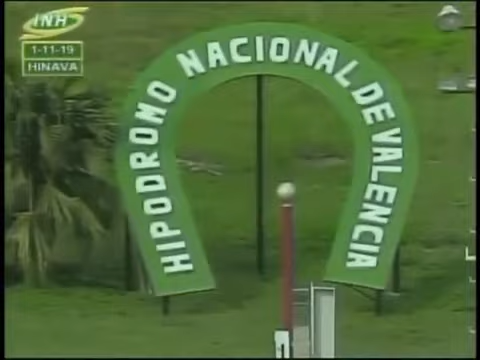 INH
1-11-19
HINAVA
HIPODROMO NACIONAL DE VALENCIA